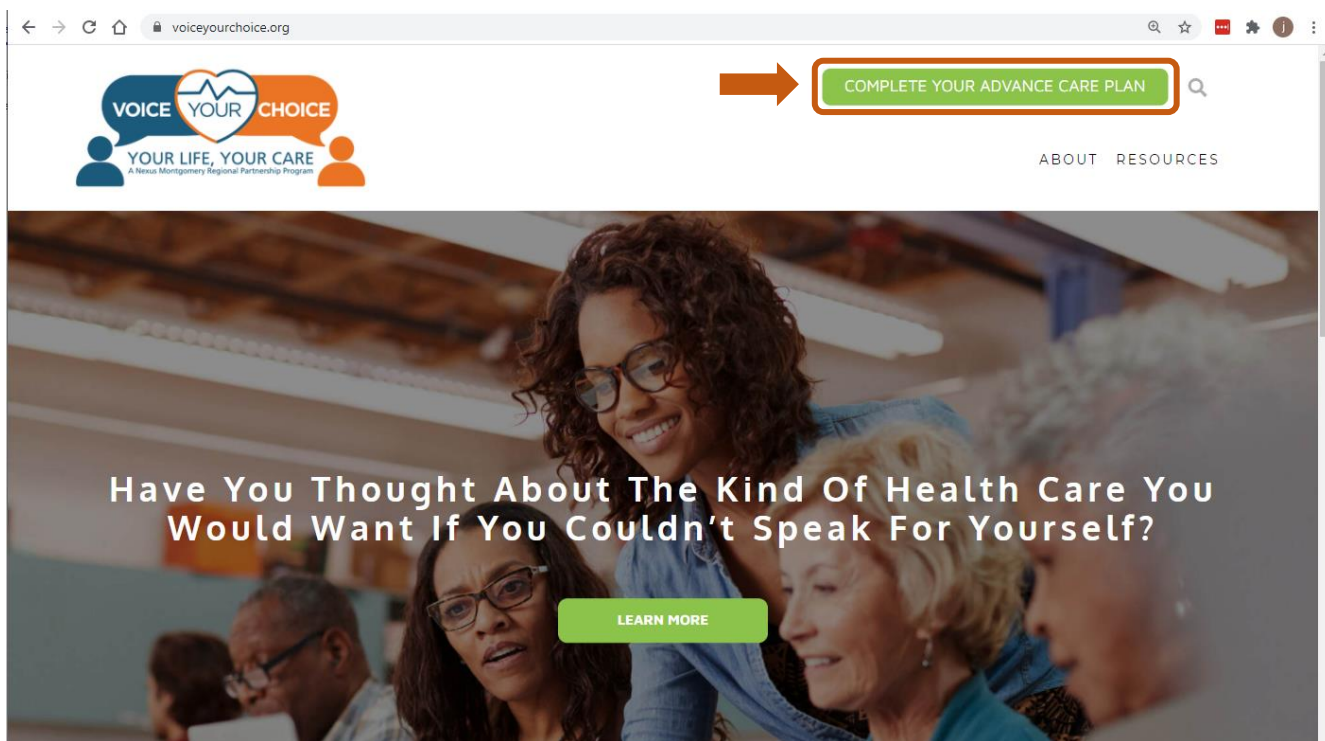 voiceyourchoice.org
COMPLETE YOUR ADVANCE CARE PLAN
VOICE YOUR CHOICE
YOUR LIFE, YOUR CARE
A Nexus Montgomery Regional Partnership Program
ABOUT RESOURCES
Have You Thought About The Kind Of Health Care You
Would Want If You Couldn't Speak For Yourself?
LEARN MORE
j